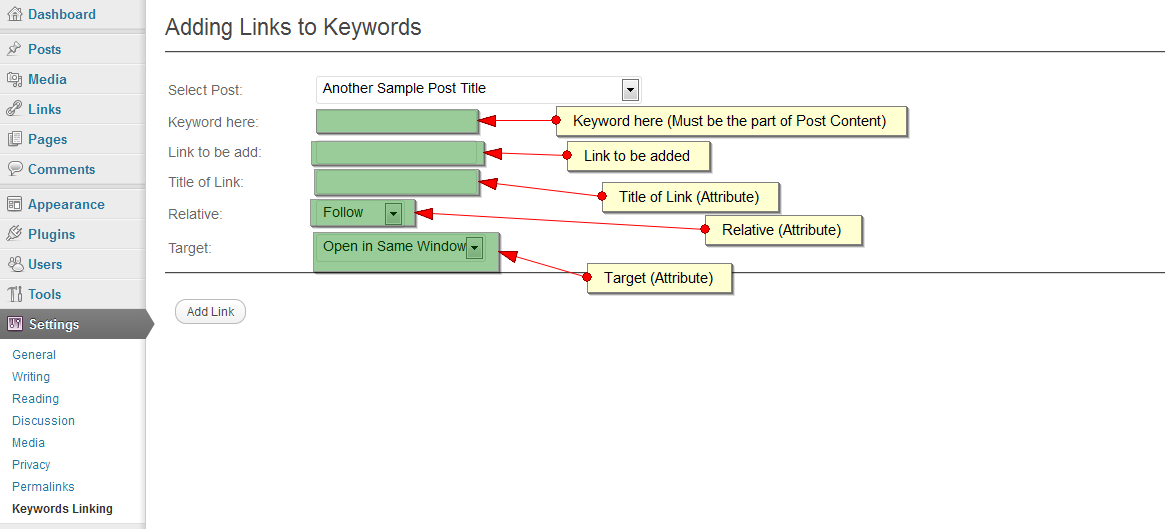 Dashboard
Posts
Media
Links
Pages
Comments
Appearance
Plugins
Users
Tools
Settings
General
Writing
Reading
Discussion
Media
Privacy
Permalinks
Keywords Linking
Adding Links to Keywords
Select Post: Another Sample Post Title
Keyword here: Keyword here (Must be the part of Post Content)
Link to be add: Link to be added
Title of Link: Title of Link (Attribute)
Relative: Follow Relative (Attribute)
Target: Open in Same Window Target (Attribute)
Add Link